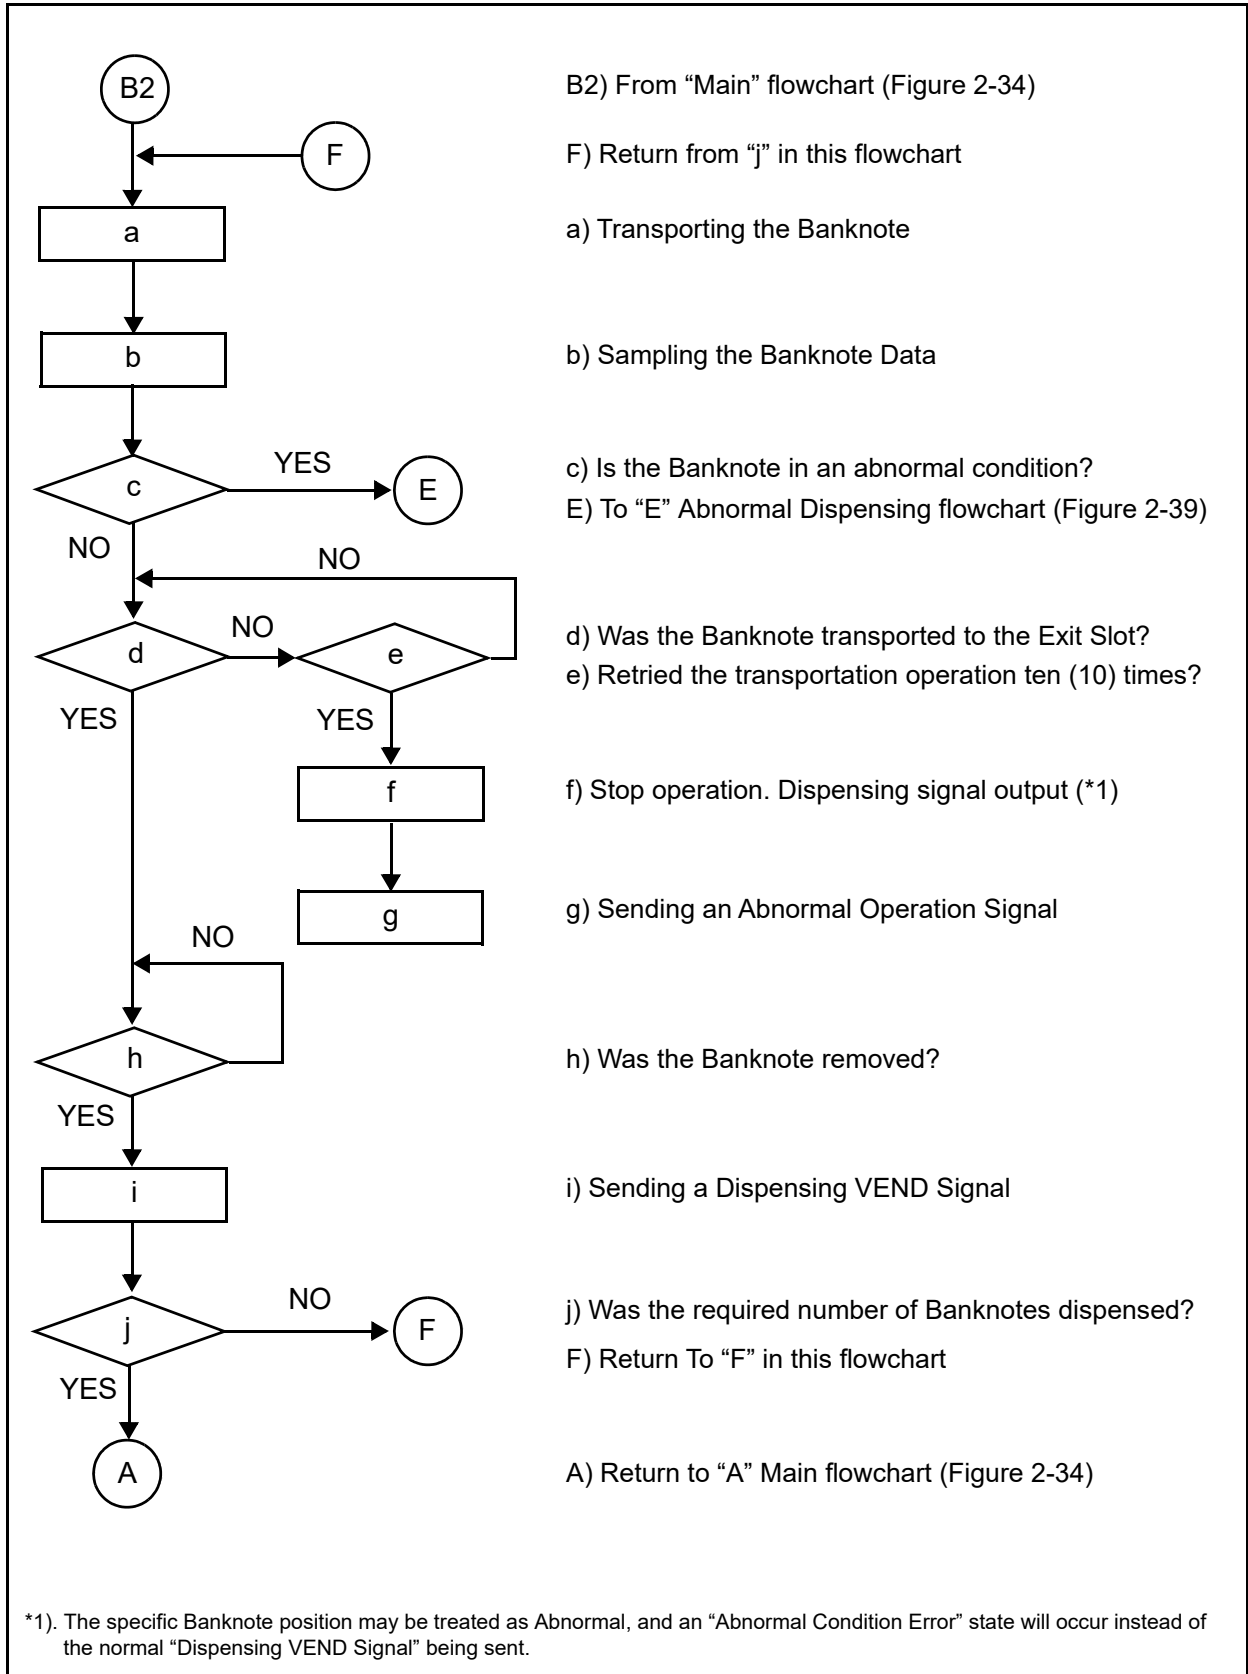 B2
B2) From “Main” flowchart (Figure 2-34)
F
F) Return from “j” in this flowchart
a
a) Transporting the Banknote
b
b) Sampling the Banknote Data
c
YES
E
c) Is the Banknote in an abnormal condition?
E) To “E” Abnormal Dispensing flowchart (Figure 2-39)
NO
NO
d
NO
e
d) Was the Banknote transported to the Exit Slot?
e) Retried the transportation operation ten (10) times?
YES
YES
f
f) Stop operation. Dispensing signal output (*1)
g
g) Sending an Abnormal Operation Signal
NO
h
h) Was the Banknote removed?
YES
i
i) Sending a Dispensing VEND Signal
j
NO
F
j) Was the required number of Banknotes dispensed?
F) Return To “F” in this flowchart
YES
A
A) Return to “A” Main flowchart (Figure 2-34)
*1). The specific Banknote position may be treated as Abnormal, and an “Abnormal Condition Error” state will occur instead of
the normal “Dispensing VEND Signal” being sent.